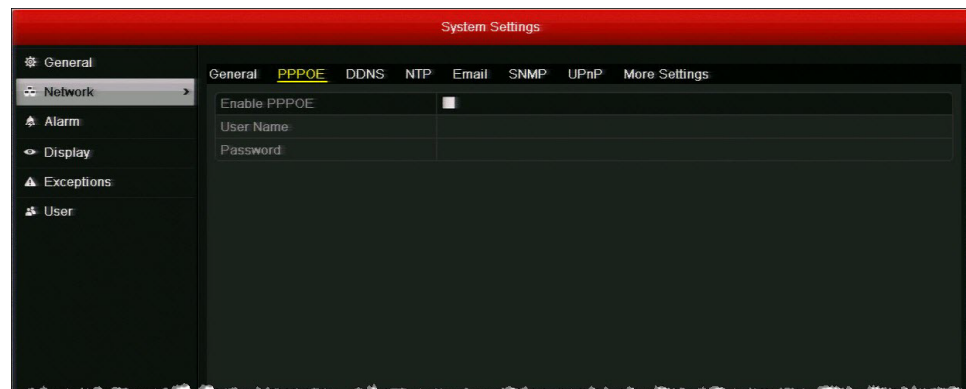 System Settings
General
Network
Alarm
Display
Exceptions
User
General PPPOE DDNS NTP Email SNMP UPnP More Settings
Enable PPPOE
User Name
Password